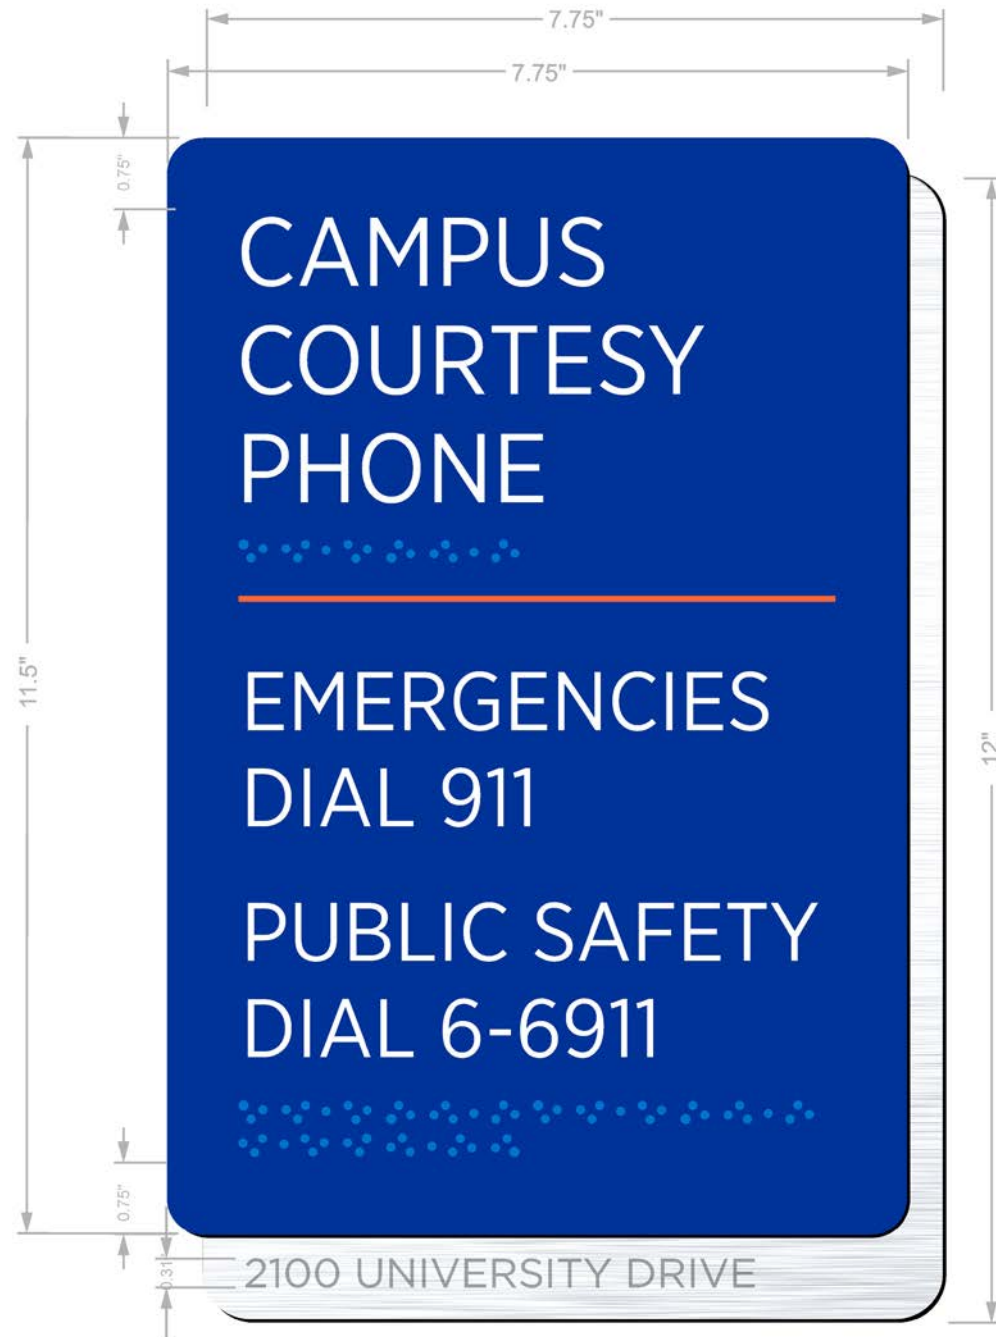 7.75"
7.75"
0.75"
CAMPUS
COURTESY
PHONE
11.5"
12"
EMERGENCIES
DIAL 911
PUBLIC SAFETY
DIAL 6-6911
0.75"
0.31"
2100 UNIVERSITY DRIVE